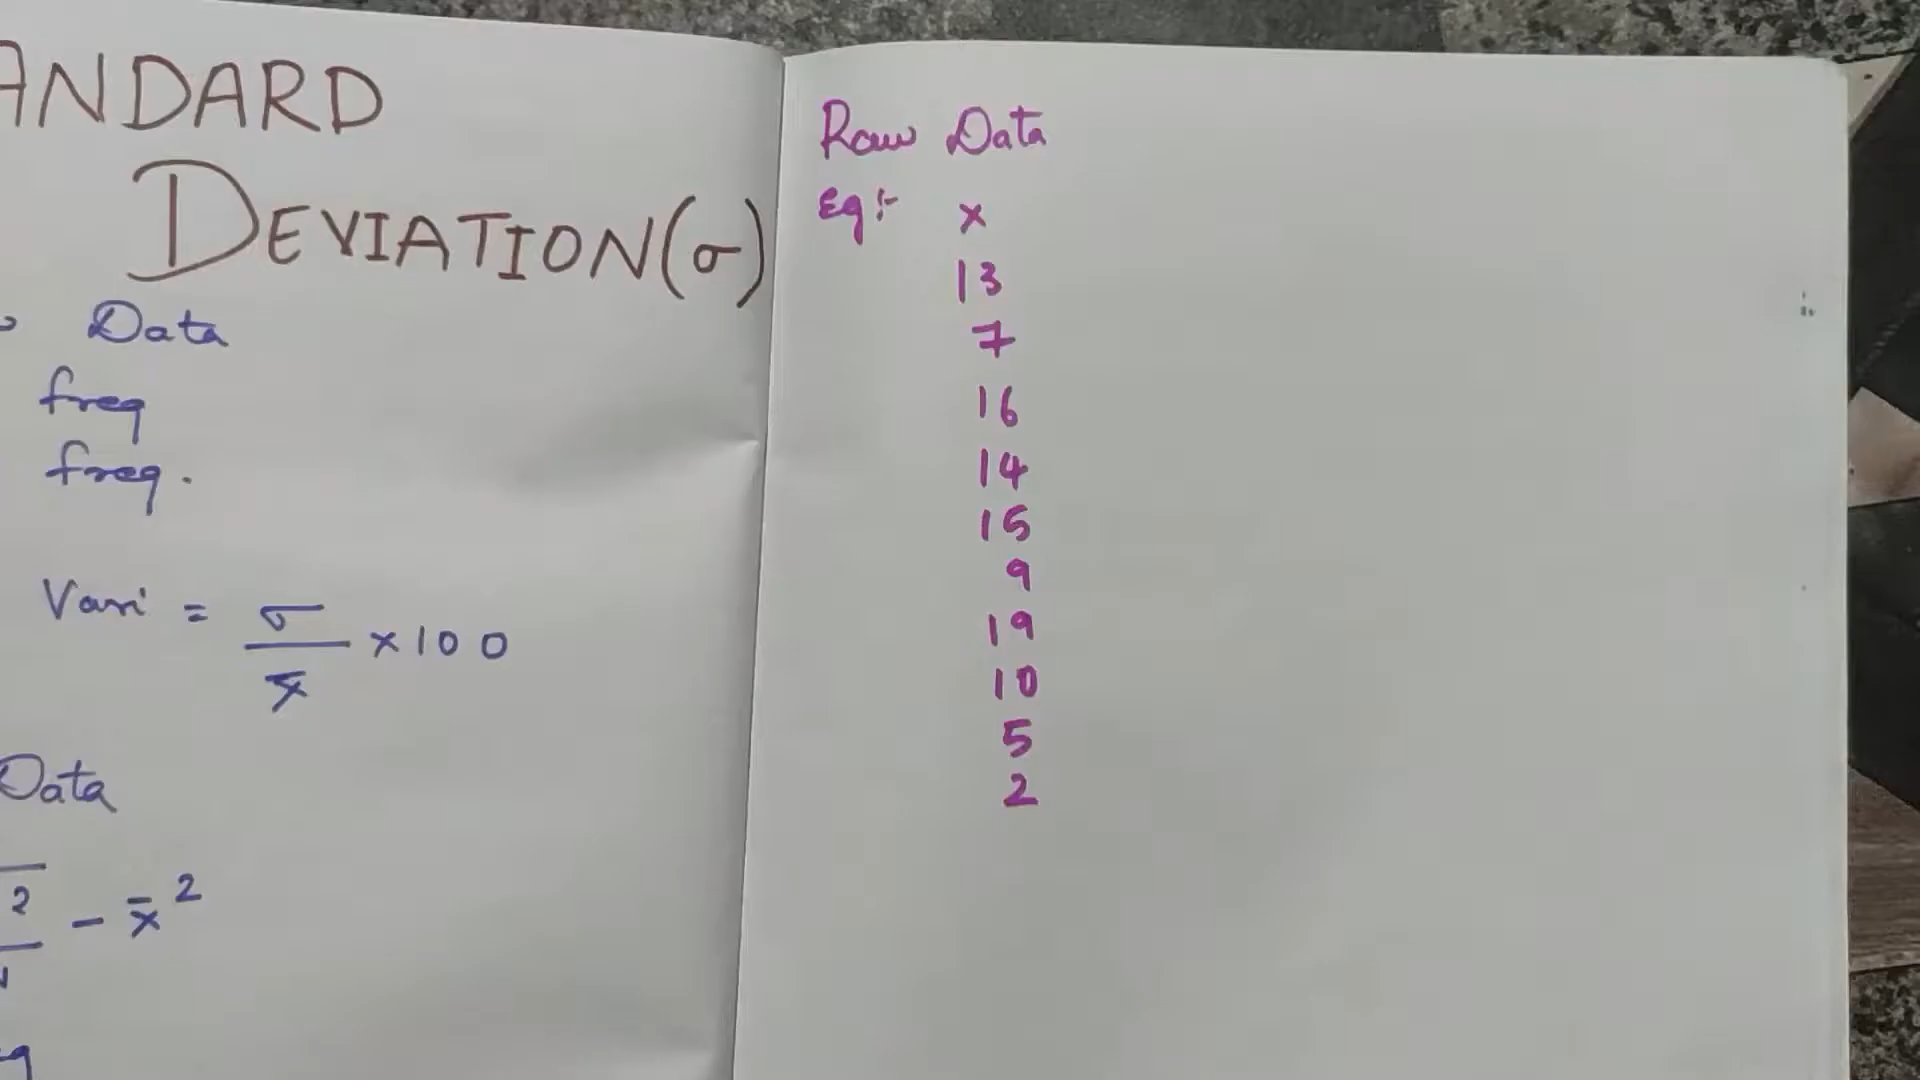 ANDARD
DEVIATION(σ)
Data
freq
freq.
Vari = σ/x̄ ×100
Data
2 - x̄²
Raw Data
Eg:- x
13
7
16
14
15
9
19
10
5
2